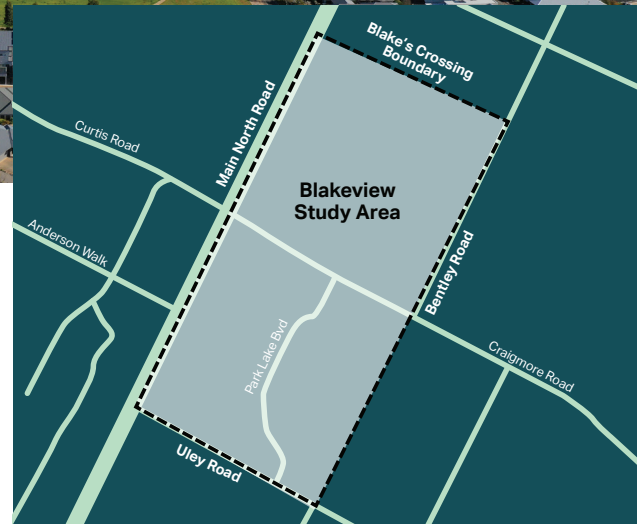 Blake's Crossing
Boundary
Main North Road
Curtis Road
Blakeview
Study Area
Anderson Walk
Bentley Road
Park Lake Blvd
Craigmore Road
Uley Road